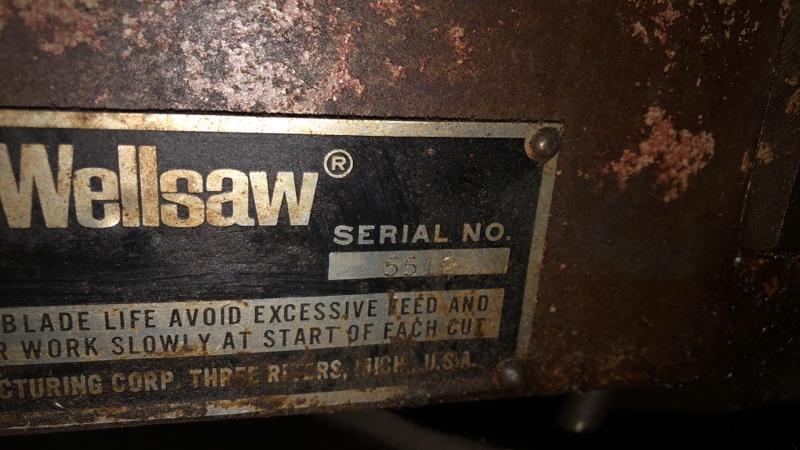 Wellsaw®
SERIAL NO.
5512
BLADE LIFE AVOID EXCESSIVE FEED AND
R WORK SLOWLY AT START OF EACH CUT
CTURING CORP. THREE RIVERS, MICH., U.S.A.